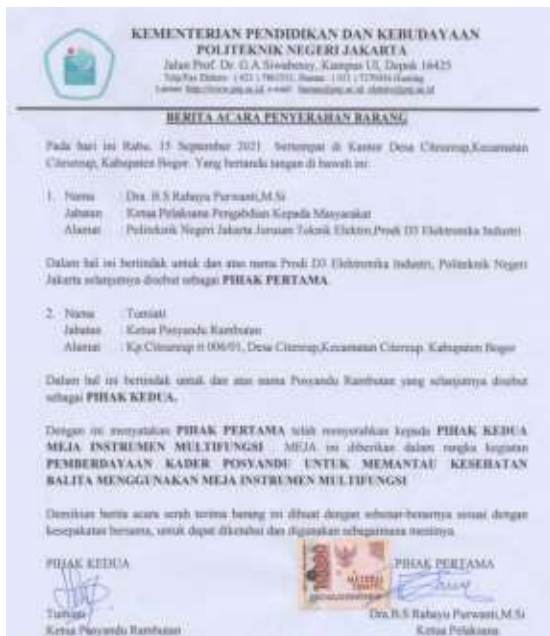 KEMENTERIAN PENDIDIKAN DAN KEBUDAYAAN
POLITEKNIK NEGERI JAKARTA
Jalan Prof. Dr. G.A Siwabessy, Kampus UI, Depok 16425
BERITA ACARA PENYERAHAN BARANG
Pada hari ini Rabu, 15 September 2021 bertempat di Kantor Desa Citeureup,Kecamatan
Citeureup, Kabupaten Bogor. Yang bertanda tangan di bawah ini:
1. Nama : Dra. B.S Rahayu Purwanti,M.Si
Jabatan : Ketua Pelaksana Pengabdian Kepada Masyarakat
Alamat : Politeknik Negeri Jakarta Jurusan Teknik Elektro,Prodi D3 Elektronika Industri
Dalam hal ini bertindak untuk dan atas nama Prodi D3 Elektronika Industri, Politeknik Negeri
Jakarta selanjutnya disebut sebagai PIHAK PERTAMA.
2. Nama : Tumiati
Jabatan : Ketua Posyandu Rambutan
Alamat : Kp.Citeureup rt 006/01, Desa Citereup,Kecamatan Citereup. Kabupaten Bogor
Dalam hal ini bertindak untuk dan atas nama Posyandu Rambutan yang selanjutnya disebut
sebagai PIHAK KEDUA.
Dengan ini menyatakan PIHAK PERTAMA telah menyerahkan kepada PIHAK KEDUA
MEJA INSTRUMEN MULTIFUNGSI MEJA ini diberikan dalam rangka kegiatan
PEMBERDAYAAN KADER POSYANDU UNTUK MEMANTAU KESEHATAN
BALITA MENGGUNAKAN MEJA INSTRUMEN MULTIFUNGSI
Demikian berita acara serah terima barang ini dibuat dengan sebenar-benarnya sesuai dengan
kesepakatan bersama, untuk dapat diketahui dan digunakan sebagaimana mestinya.
PIHAK KEDUA
PIHAK PERTAMA
10000
METERAI
TEMPEL
Tumiati
Dra.B.S Rahayu Purwanti,M.Si
Ketua Posyandu Rambutan
Ketua Pelaksana